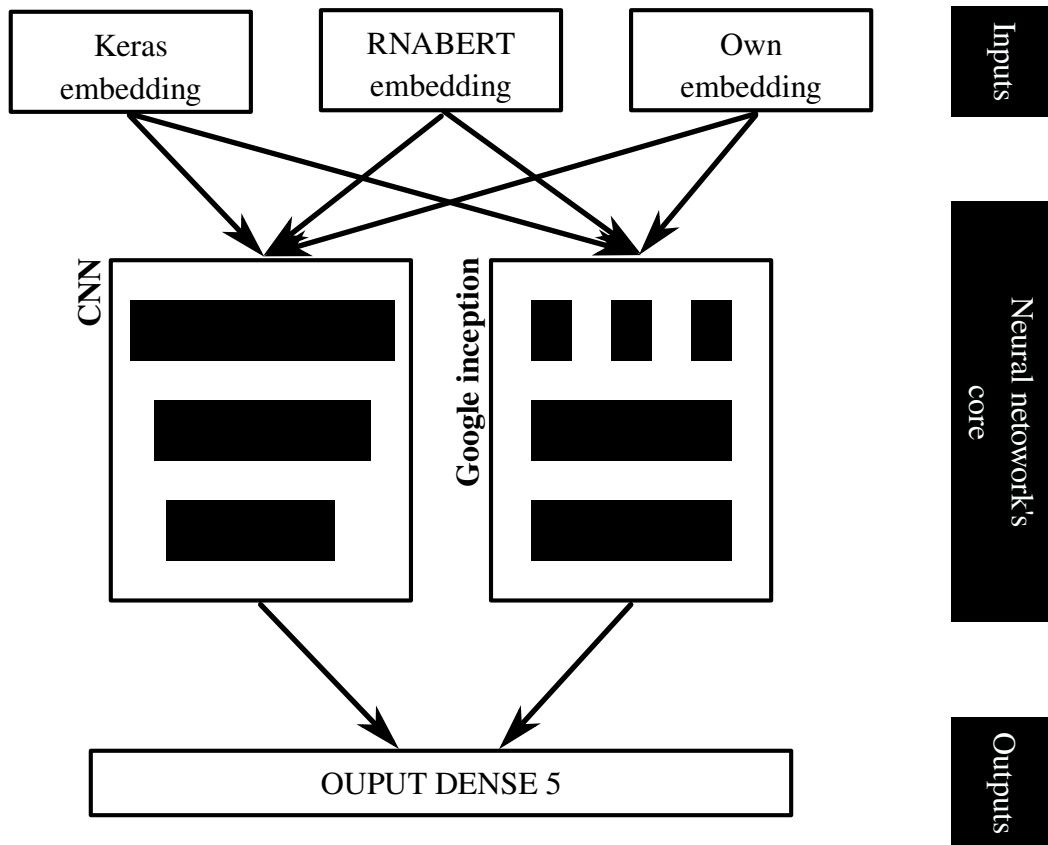 Keras
embedding
RNABERT
embedding
Own
embedding
Inputs
CNN
Google inception
Neural netowork's
core
OUPUT DENSE 5
Outputs